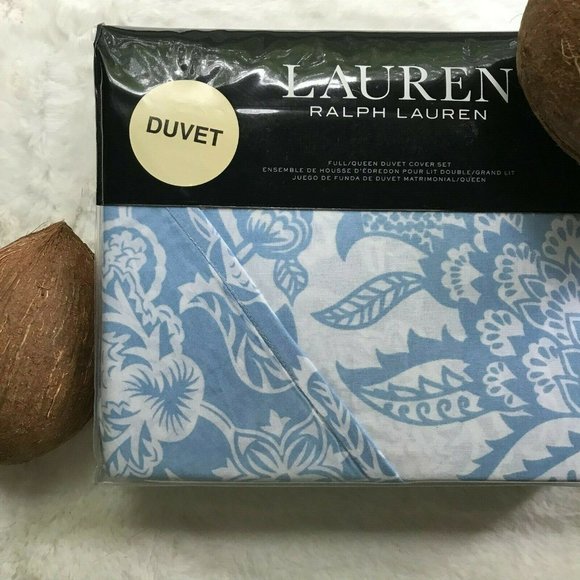 DUVET
LAUREN
RALPH LAUREN
FULL/QUEEN DUVET COVER SET
ENSEMBLE DE HOUSSE D'ÉDREDON POUR LIT DOUBLE/GRAND LIT
JUEGO DE FUNDA DE DUVET MATRIMONIAL/QUEEN